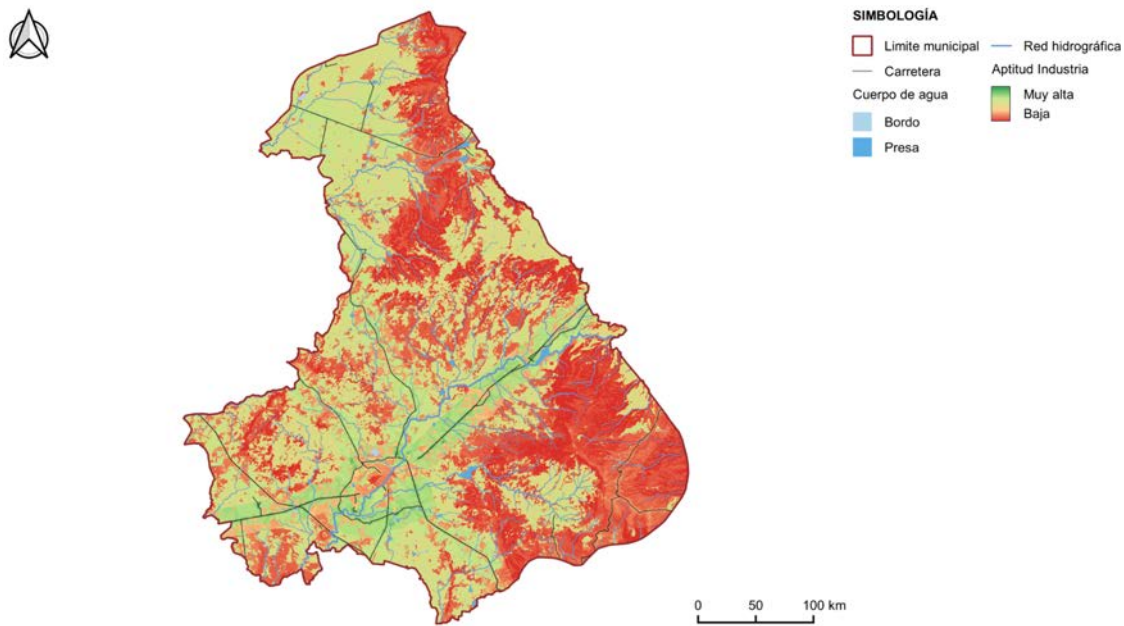 SIMBOLOGÍA
Limite municipal
Red hidrográfica
Carretera
Aptitud Industria
Cuerpo de agua
Muy alta
Bordo
Baja
Presa
0 50 100 km